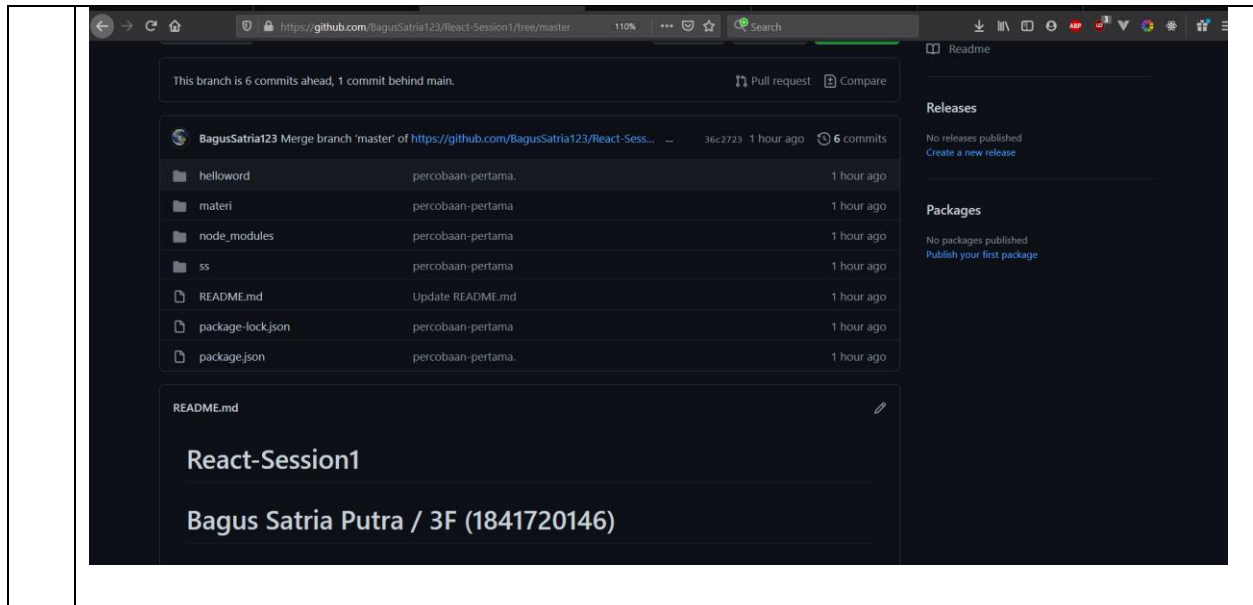 https://github.com/BagusSatria123/React-Session1/tree/master 110% Search
ABP
Readme
This branch is 6 commits ahead, 1 commit behind main. Pull request Compare
Releases
No releases published
Create a new release
BagusSatria123 Merge branch 'master' of https://github.com/BagusSatria123/React-Sess... ... 36c2723 1 hour ago 6 commits
helloword percobaan-pertama. 1 hour ago
materi percobaan-pertama 1 hour ago
node_modules percobaan-pertama 1 hour ago
ss percobaan-pertama 1 hour ago
README.md Update README.md 1 hour ago
package-lock.json percobaan-pertama 1 hour ago
package.json percobaan-pertama. 1 hour ago
Packages
No packages published
Publish your first package
README.md
React-Session1
Bagus Satria Putra / 3F (1841720146)